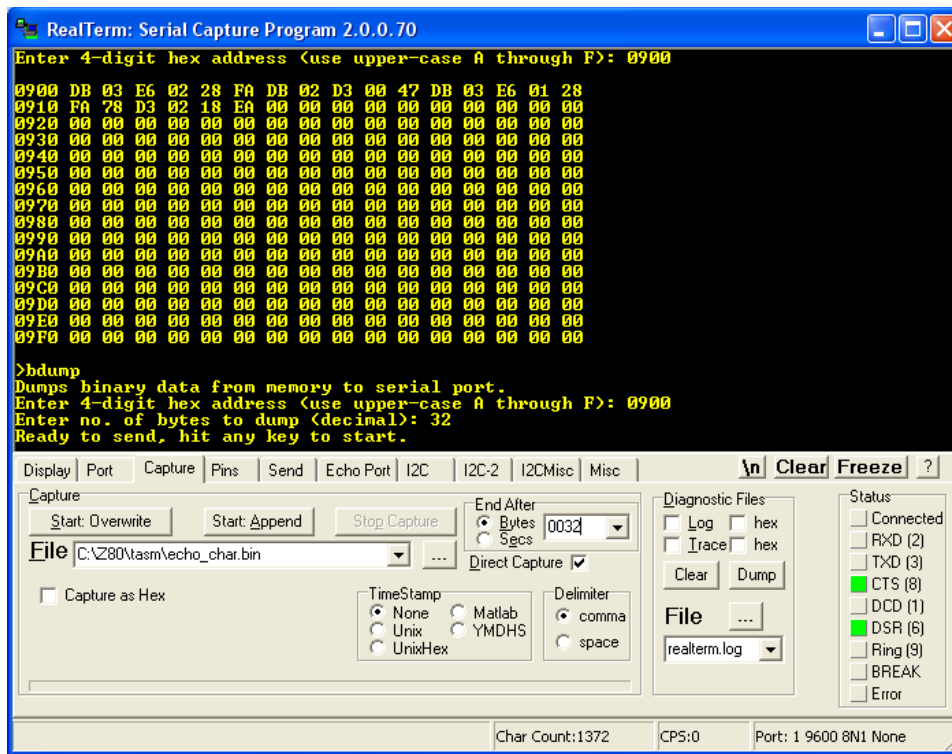 RealTerm: Serial Capture Program 2.0.0.70
Enter 4-digit hex address (use upper-case A through F): 0900
0900 DB 03 E6 02 28 FA DB 02 D3 00 47 DB 03 E6 01 28
0910 FA 78 D3 02 18 EA 00 00 00 00 00 00 00 00 00 00
0920 00 00 00 00 00 00 00 00 00 00 00 00 00 00 00 00
0930 00 00 00 00 00 00 00 00 00 00 00 00 00 00 00 00
0940 00 00 00 00 00 00 00 00 00 00 00 00 00 00 00 00
0950 00 00 00 00 00 00 00 00 00 00 00 00 00 00 00 00
0960 00 00 00 00 00 00 00 00 00 00 00 00 00 00 00 00
0970 00 00 00 00 00 00 00 00 00 00 00 00 00 00 00 00
0980 00 00 00 00 00 00 00 00 00 00 00 00 00 00 00 00
0990 00 00 00 00 00 00 00 00 00 00 00 00 00 00 00 00
09A0 00 00 00 00 00 00 00 00 00 00 00 00 00 00 00 00
09B0 00 00 00 00 00 00 00 00 00 00 00 00 00 00 00 00
09C0 00 00 00 00 00 00 00 00 00 00 00 00 00 00 00 00
09D0 00 00 00 00 00 00 00 00 00 00 00 00 00 00 00 00
09E0 00 00 00 00 00 00 00 00 00 00 00 00 00 00 00 00
09F0 00 00 00 00 00 00 00 00 00 00 00 00 00 00 00 00
>bdump
Dumps binary data from memory to serial port.
Enter 4-digit hex address (use upper-case A through F): 0900
Enter no. of bytes to dump (decimal): 32
Ready to send, hit any key to start.
Display Port Capture Pins Send Echo Port I2C I2C-2 I2CMisc Misc \n Clear Freeze ?
Capture
Start: Overwrite Start: Append Stop Capture
End After
Bytes 0032
Secs
File C:\Z80\tasm\echo_char.bin ...
Direct Capture
Capture as Hex
TimeStamp
None Matlab
Unix YMDHS
UnixHex
Delimiter
comma
space
Diagnostic Files
Log hex
Trace hex
Clear Dump
File ...
realterm.log
Status
Connected
RXD (2)
TXD (3)
CTS (8)
DCD (1)
DSR (6)
Ring (9)
BREAK
Error
Char Count:1372 CPS:0 Port: 1 9600 8N1 None